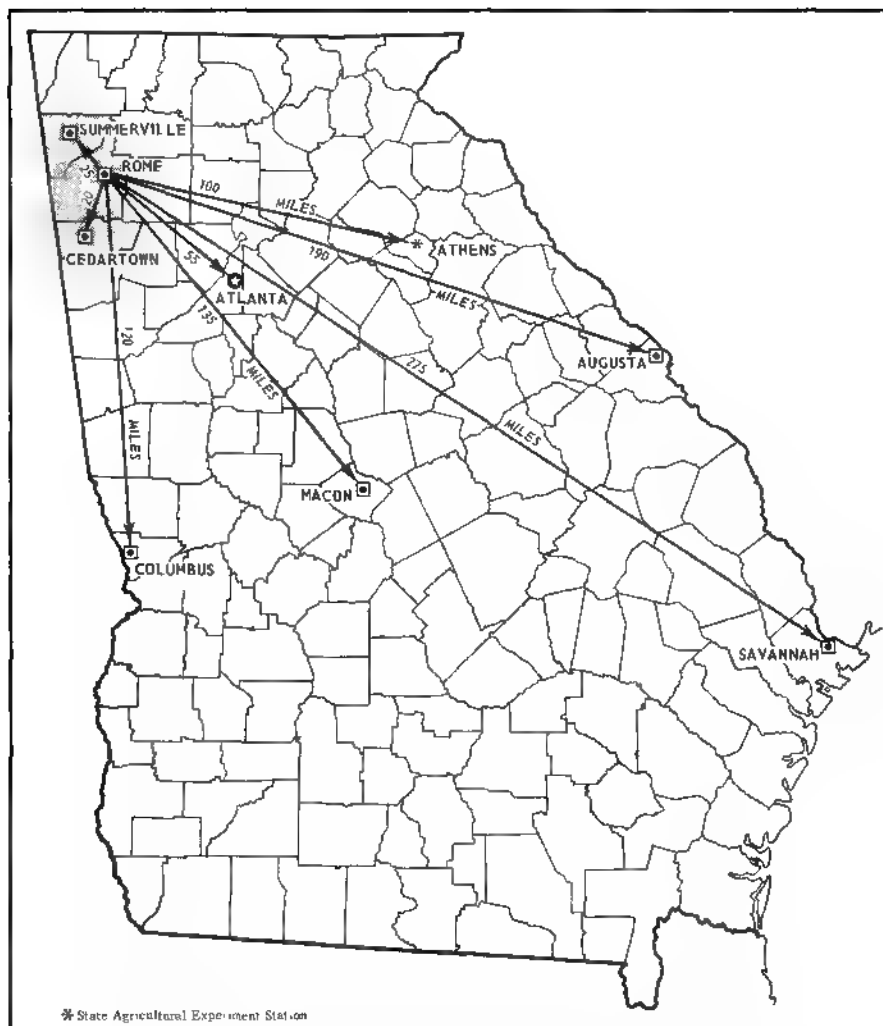 SUMMERVILLE
ROME
25
20
100
MILES
ATHENS
190
MILES
CEDARTOWN
55
ATLANTA
135
MILES
120
MILES
275
MILES
AUGUSTA
MACON
COLUMBUS
SAVANNAH
* State Agricultural Experiment Station